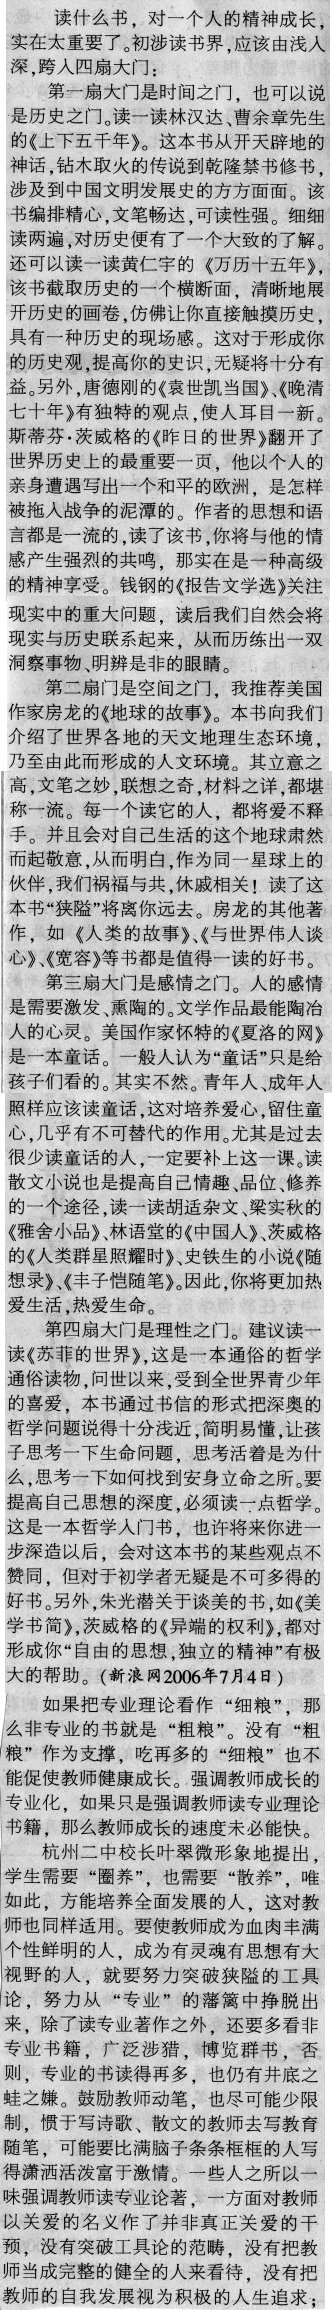 读什么书，对一个人的精神成长，
实在太重要了。初涉读书界，应该由浅入
深，跨入四扇大门：
第一扇大门是时间之门，也可以说
是历史之门。读一读林汉达、曹余章先生
的《上下五千年》。这本书从开天辟地的
神话，钻木取火的传说到乾隆禁书修书，
涉及到中国文明发展史的方方面面。该
书编排精心，文笔畅达，可读性强。细细
读两遍，对历史便有了一个大致的了解。
还可以读一读黄仁宇的《万历十五年》，
该书截取历史的一个横断面，清晰地展
开历史的画卷，仿佛让你直接触摸历史，
具有一种历史的现场感。这对于形成你
的历史观，提高你的史识，无疑将十分有
益。另外，唐德刚的《袁世凯当国》、《晚清
七十年》有独特的观点，使人耳目一新。
斯蒂芬·茨威格的《昨日的世界》翻开了
世界历史上的最重要一页，他以个人的
亲身遭遇写出一个和平的欧洲，是怎样
被拖入战争的泥潭的。作者的思想和语
言都是一流的，读了该书，你将与他的情
感产生强烈的共鸣，那实在是一种高级
的精神享受。钱钢的《报告文学选》关注
现实中的重大问题，读后我们自然会将
现实与历史联系起来，从而历练出一双
洞察事物、明辨是非的眼睛。
第二扇门是空间之门，我推荐美国
作家房龙的《地球的故事》。本书向我们
介绍了世界各地的天文地理生态环境，
乃至由此而形成的人文环境。其立意之
高，文笔之妙，联想之奇，材料之详，都堪
称一流。每一个读它的人，都将爱不释
手。并且会对自己生活的这个地球肃然
而起敬意，从而明白，作为同一星球上的
伙伴，我们祸福与共，休戚相关！读了这
本书“狭隘”将离你远去。房龙的其他著
作，如《人类的故事》、《与世界伟人谈
心》、《宽容》等书都是值得一读的好书。
第三扇大门是感情之门。人的感情
是需要激发、熏陶的。文学作品最能陶冶
人的心灵。美国作家怀特的《夏洛的网》
是一本童话。一般人认为“童话”只是给
孩子们看的。其实不然。青年人、成年人
照样应该读童话，这对培养爱心，留住童
心，几乎有不可替代的作用。尤其是过去
很少读童话的人，一定要补上这一课。读
散文小说也是提高自己情趣、品位、修养
的一个途径，读一读胡适杂文、梁实秋的
《雅舍小品》、林语堂的《中国人》、茨威格
的《人类群星照耀时》、史铁生的小说《随
想录》、《丰子恺随笔》。因此，你将更加热
爱生活，热爱生命。
第四扇大门是理性之门。建议读一
读《苏菲的世界》，这是一本通俗的哲学
通俗读物，问世以来，受到全世界青少年
的喜爱，本书通过书信的形式把深奥的
哲学问题说得十分浅近，简明易懂，让孩
子思考一下生命问题，思考活着是为什
么，思考一下如何找到安身立命之所。要
提高自己思想的深度，必须读一点哲学。
这是一本哲学入门书，也许将来你进一
步深造以后，会对这本书的某些观点不
赞同，但对于初学者无疑是不可多得的
好书。另外，朱光潜关于谈美的书，如《美
学书简》，茨威格的《异端的权利》，都对
形成你“自由的思想，独立的精神”有极
大的帮助。（新浪网2006年7月4日）
如果把专业理论看作“细粮”，那
么非专业的书就是“粗粮”。没有“粗
粮”作为支撑，吃再多的“细粮”也不
能促使教师健康成长。强调教师成长的
专业化，如果只是强调教师读专业理论
书籍，那么教师成长的速度未必能快。
杭州二中校长叶翠微形象地提出，
学生需要“圈养”，也需要“散养”，唯
如此，方能培养全面发展的人，这对教
师也同样适用。要使教师成为血肉丰满
个性鲜明的人，成为有灵魂有思想有大
视野的人，就要努力突破狭隘的工具
论，努力从“专业”的藩篱中挣脱出
来，除了读专业著作之外，还要多看非
专业书籍，广泛涉猎，博览群书，否
则，专业的书读得再多，也仍有井底之
蛙之嫌。鼓励教师动笔，也尽可能少限
制，惯于写诗歌、散文的教师去写教育
随笔，可能要比满脑子条条框框的人写
得潇洒活泼富于激情。一些人之所以一
味强调教师读专业论著，一方面对教师
以关爱的名义作了并非真正关爱的干
预，没有突破工具论的范畴，没有把教
师当成完整的健全的人来看待，没有把
教师的自我发展视为积极的人生追求；